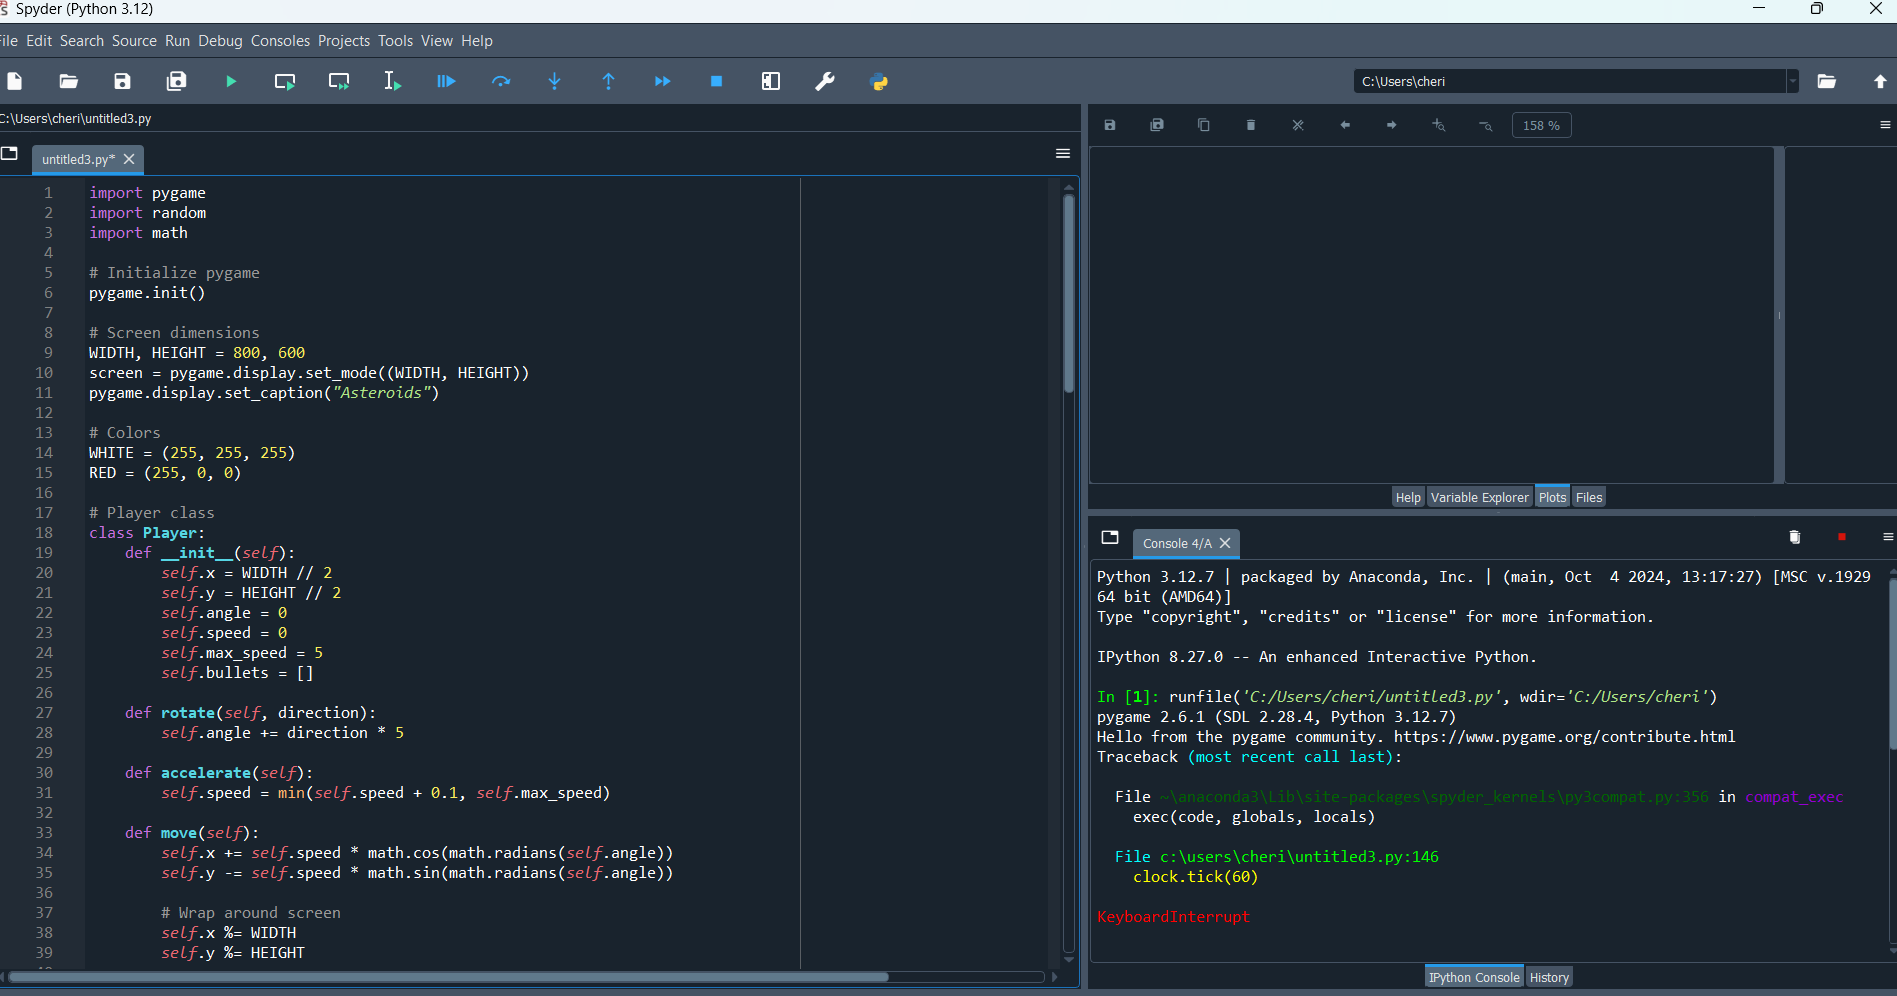 Spyder (Python 3.12)
ile Edit Search Source Run Debug Consoles Projects Tools View Help
C:\Users\cheri
C:\Users\cheri\untitled3.py
untitled3.py*
1 import pygame
2 import random
3 import math
4
5 # Initialize pygame
6 pygame.init()
7
8 # Screen dimensions
9 WIDTH, HEIGHT = 800, 600
10 screen = pygame.display.set_mode((WIDTH, HEIGHT))
11 pygame.display.set_caption("Asteroids")
12
13 # Colors
14 WHITE = (255, 255, 255)
15 RED = (255, 0, 0)
16
17 # Player class
18 class Player:
19 def __init__(self):
20 self.x = WIDTH // 2
21 self.y = HEIGHT // 2
22 self.angle = 0
23 self.speed = 0
24 self.max_speed = 5
25 self.bullets = []
26
27 def rotate(self, direction):
28 self.angle += direction * 5
29
30 def accelerate(self):
31 self.speed = min(self.speed + 0.1, self.max_speed)
32
33 def move(self):
34 self.x += self.speed * math.cos(math.radians(self.angle))
35 self.y -= self.speed * math.sin(math.radians(self.angle))
36
37 # Wrap around screen
38 self.x %= WIDTH
39 self.y %= HEIGHT
158 %
Help Variable Explorer Plots Files
Console 4/A
Python 3.12.7 | packaged by Anaconda, Inc. | (main, Oct 4 2024, 13:17:27) [MSC v.1929
64 bit (AMD64)]
Type "copyright", "credits" or "license" for more information.
IPython 8.27.0 -- An enhanced Interactive Python.
In [1]: runfile('C:/Users/cheri/untitled3.py', wdir='C:/Users/cheri')
pygame 2.6.1 (SDL 2.28.4, Python 3.12.7)
Hello from the pygame community. https://www.pygame.org/contribute.html
Traceback (most recent call last):
File ~\anaconda3\Lib\site-packages\spyder_kernels\py3compat.py:356 in compat_exec
exec(code, globals, locals)
File c:\users\cheri\untitled3.py:146
clock.tick(60)
KeyboardInterrupt
IPython Console History